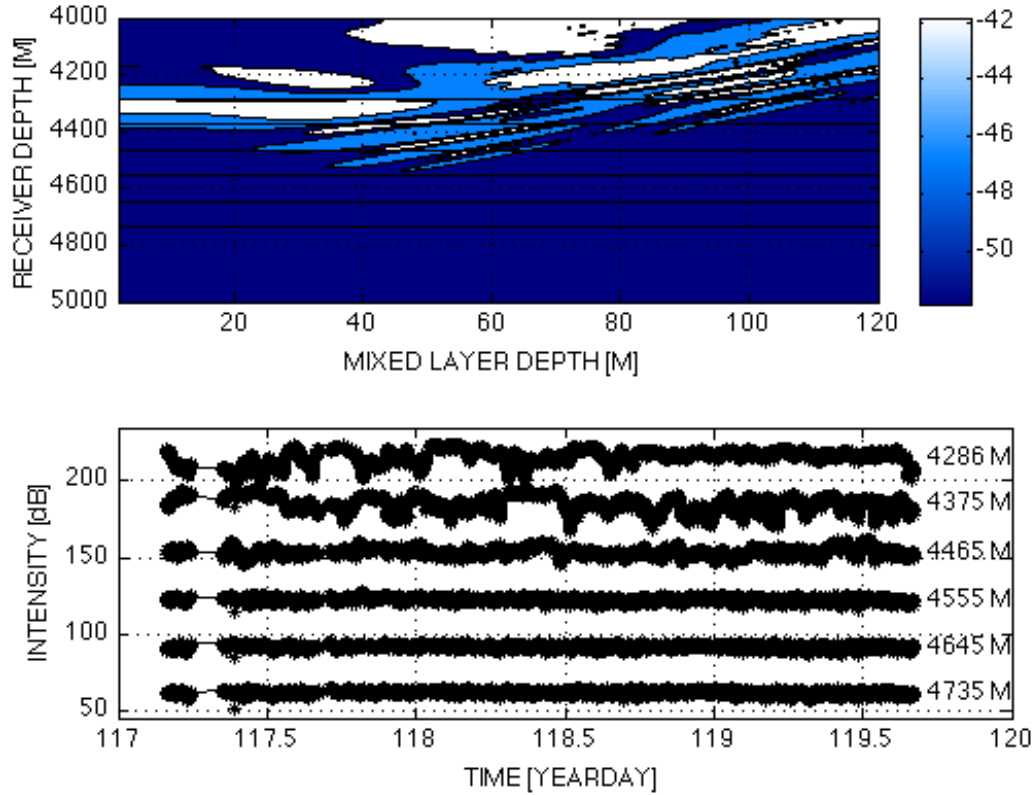 4000
4200
4400
4600
4800
5000
RECEIVER DEPTH [M]
20
40
60
80
100
120
MIXED LAYER DEPTH [M]
-42
-44
-46
-48
-50
200
150
100
50
INTENSITY [dB]
4286 M
4375 M
4465 M
4555 M
4645 M
4735 M
117
117.5
118
118.5
119
119.5
120
TIME [YEARDAY]